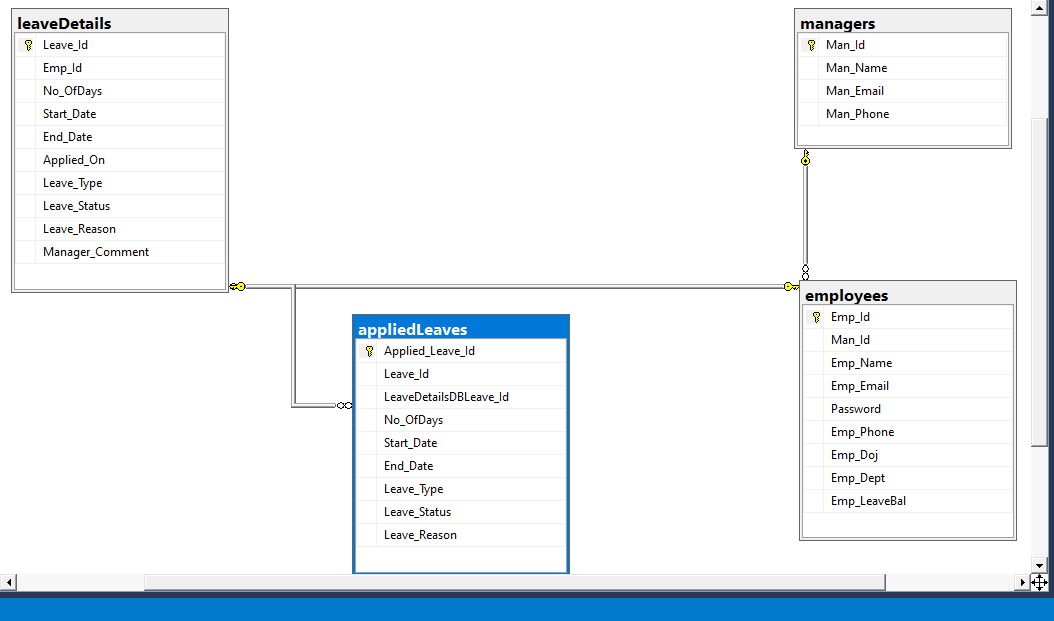 leaveDetails
Leave_Id
Emp_Id
No_OfDays
Start_Date
End_Date
Applied_On
Leave_Type
Leave_Status
Leave_Reason
Manager_Comment
managers
Man_Id
Man_Name
Man_Email
Man_Phone
appliedLeaves
Applied_Leave_Id
Leave_Id
LeaveDetailsDBLeave_Id
No_OfDays
Start_Date
End_Date
Leave_Type
Leave_Status
Leave_Reason
employees
Emp_Id
Man_Id
Emp_Name
Emp_Email
Password
Emp_Phone
Emp_Doj
Emp_Dept
Emp_LeaveBal